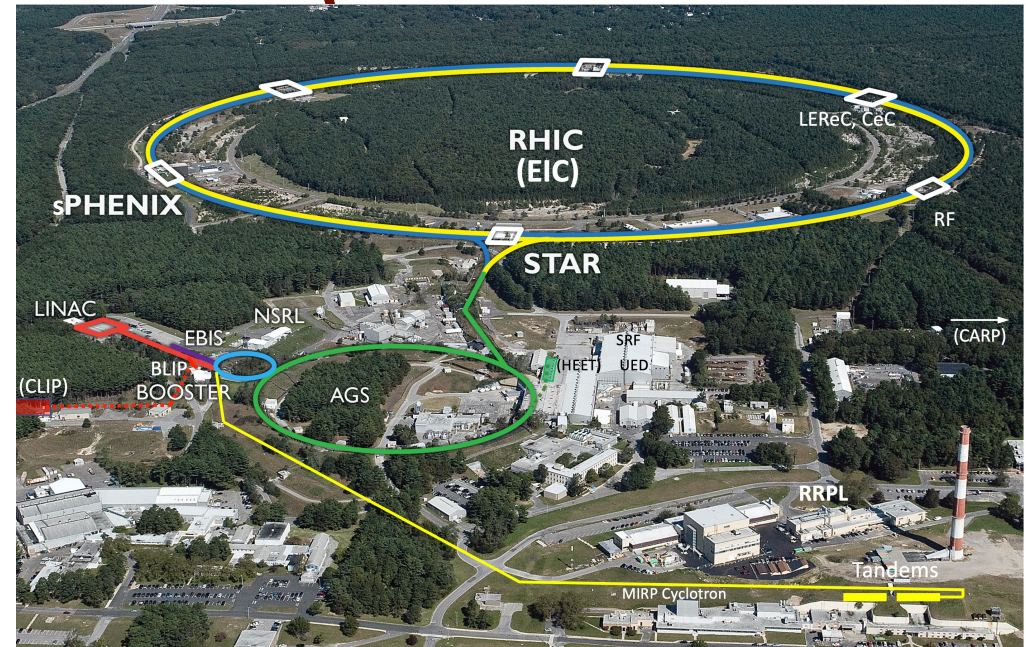 LEReC, CeC
RHIC
(EIC)
sPHENIX
RF
STAR
LINAC
NSRL
(CARP)
EBIS
SRF
BLIP
(HEET)
UED
(CLIP)
BOOSTER
AGS
RRPL
Tandems
MIRP Cyclotron